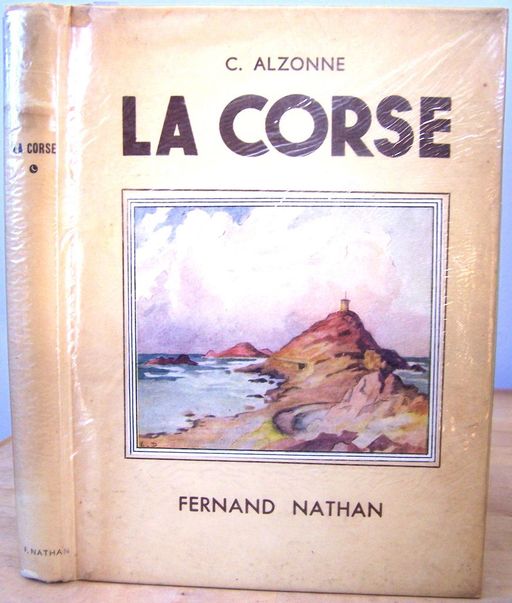 C. ALZONNE
LA CORSE
FERNAND NATHAN
LA CORSE
F. NATHAN